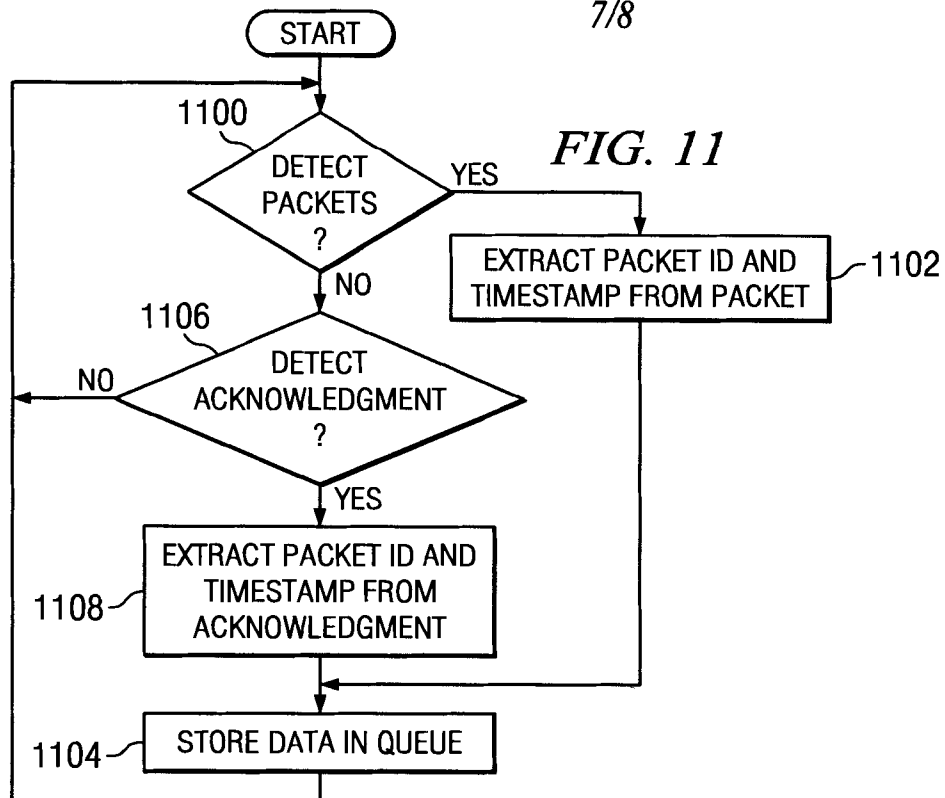 7/8
START
1100
FIG. 11
DETECT
PACKETS
?
YES
NO
EXTRACT PACKET ID AND
TIMESTAMP FROM PACKET
1102
1106
DETECT
ACKNOWLEDGMENT
?
NO
YES
EXTRACT PACKET ID AND
TIMESTAMP FROM
ACKNOWLEDGMENT
1108
STORE DATA IN QUEUE
1104